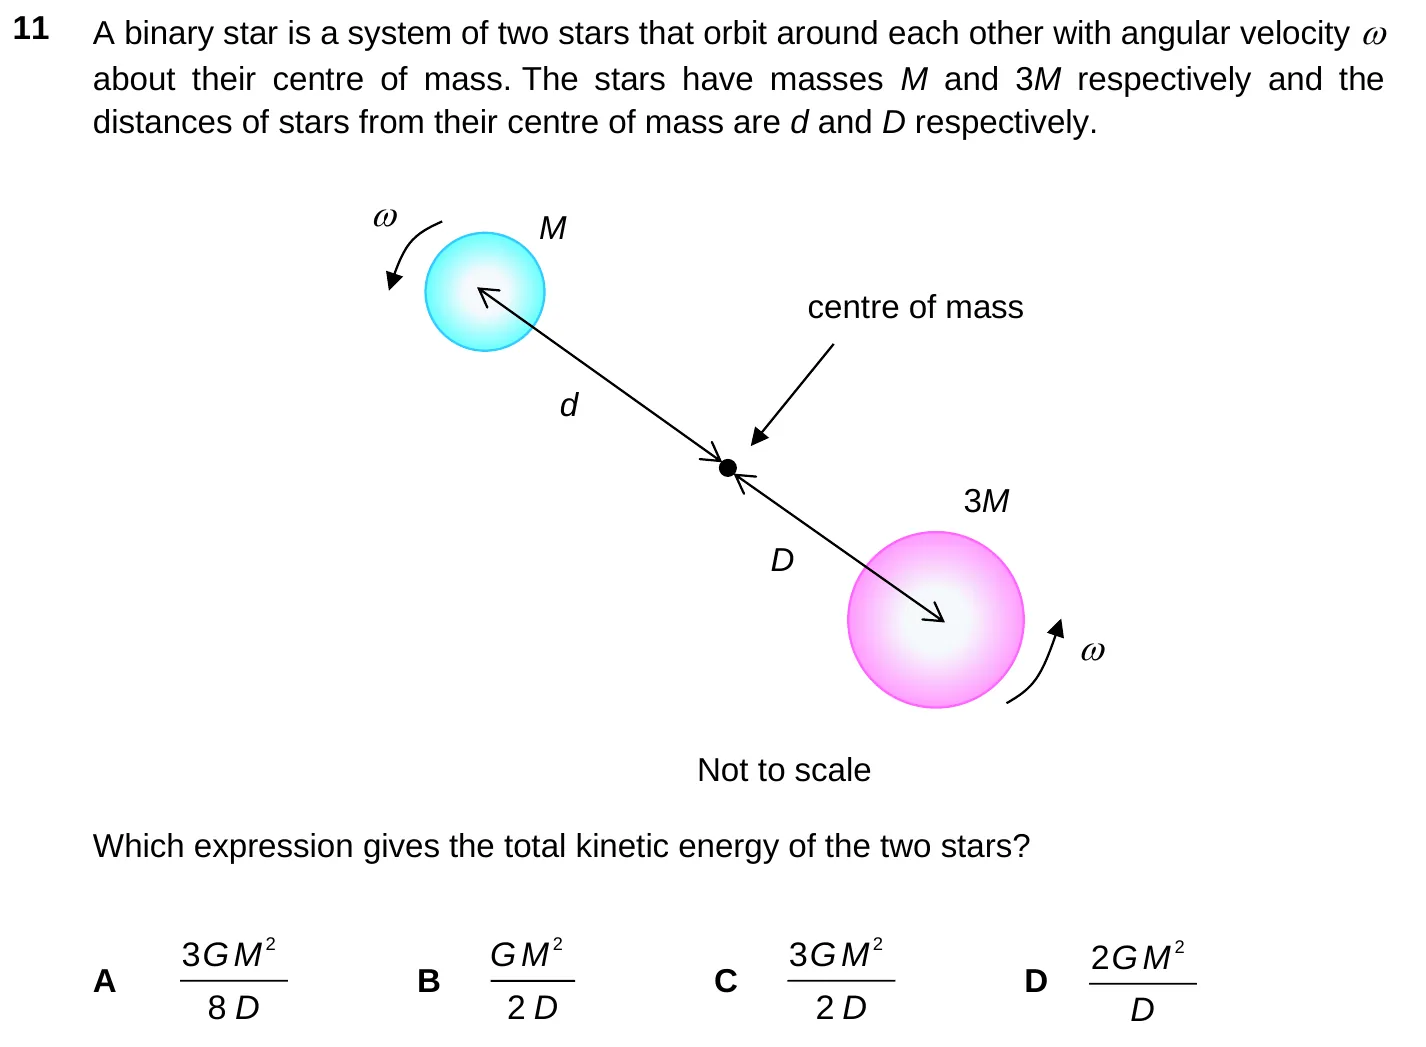 11 A binary star is a system of two stars that orbit around each other with angular velocity ω
about their centre of mass. The stars have masses M and 3M respectively and the
distances of stars from their centre of mass are d and D respectively.
ω
M
centre of mass
d
3M
D
ω
Not to scale
Which expression gives the total kinetic energy of the two stars?
A 3GM²/8D B GM²/2D C 3GM²/2D D 2GM²/D